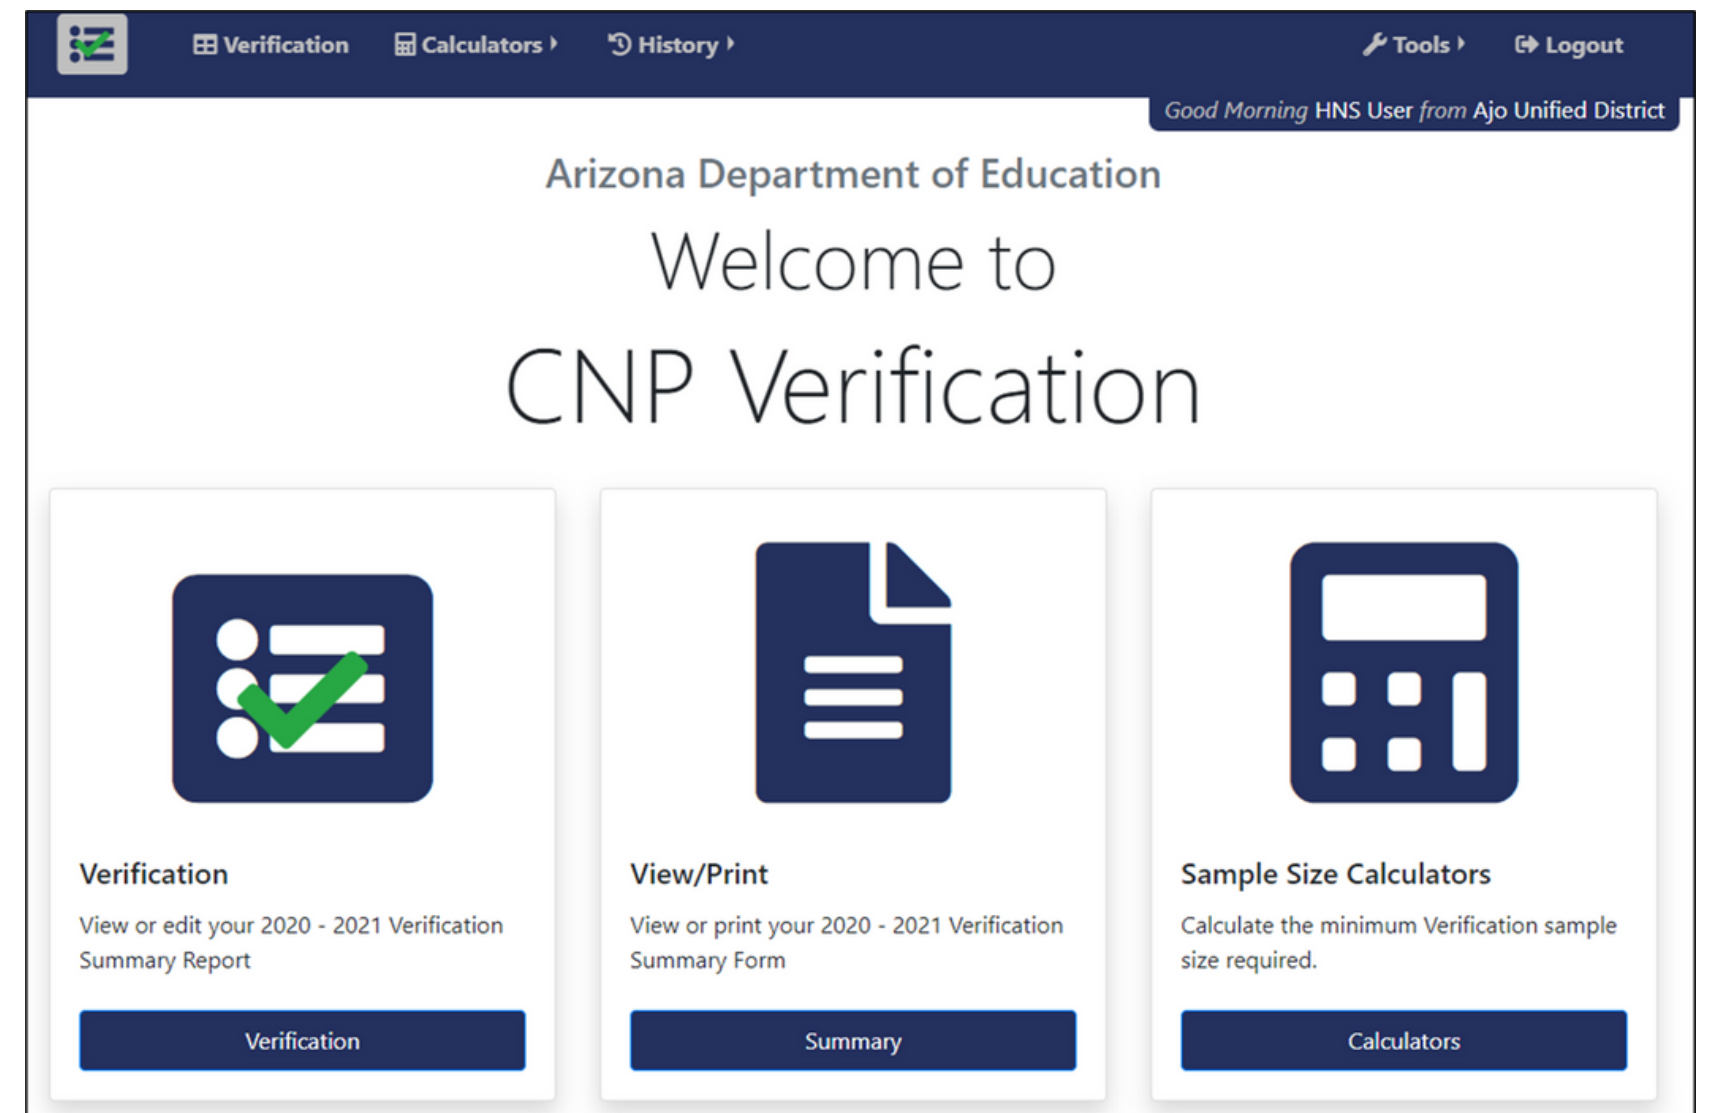 Verification Calculators History Tools Logout
Good Morning HNS User from Ajo Unified District
Arizona Department of Education
Welcome to
CNP Verification
Verification
View or edit your 2020 - 2021 Verification
Summary Report
Verification
View/Print
View or print your 2020 - 2021 Verification
Summary Form
Summary
Sample Size Calculators
Calculate the minimum Verification sample
size required.
Calculators